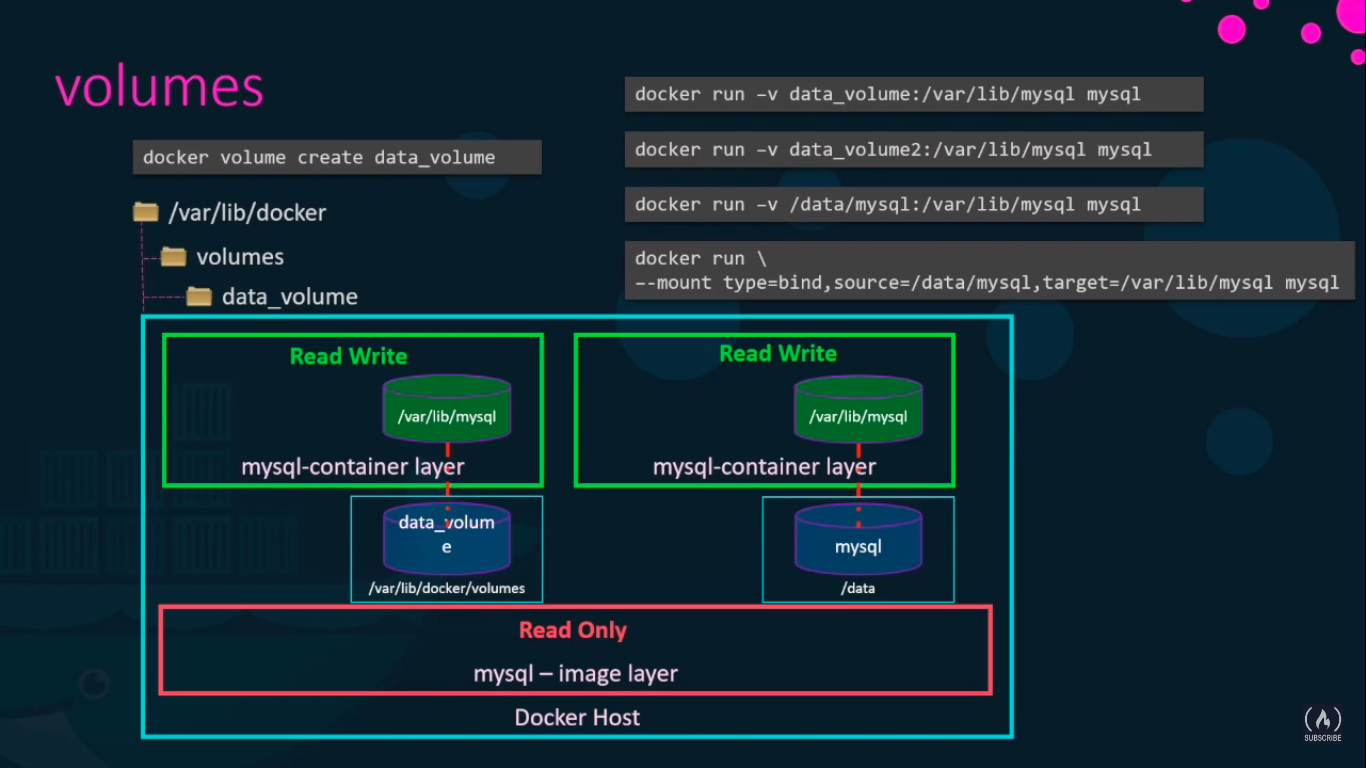 volumes
docker volume create data_volume
/var/lib/docker
volumes
data_volume
docker run –v data_volume:/var/lib/mysql mysql
docker run –v data_volume2:/var/lib/mysql mysql
docker run –v /data/mysql:/var/lib/mysql mysql
docker run \
--mount type=bind,source=/data/mysql,target=/var/lib/mysql mysql
Read Write
/var/lib/mysql
mysql-container layer
data_volum
e
/var/lib/docker/volumes
Read Write
/var/lib/mysql
mysql-container layer
mysql
/data
Read Only
mysql – image layer
Docker Host
SUBSCRIBE